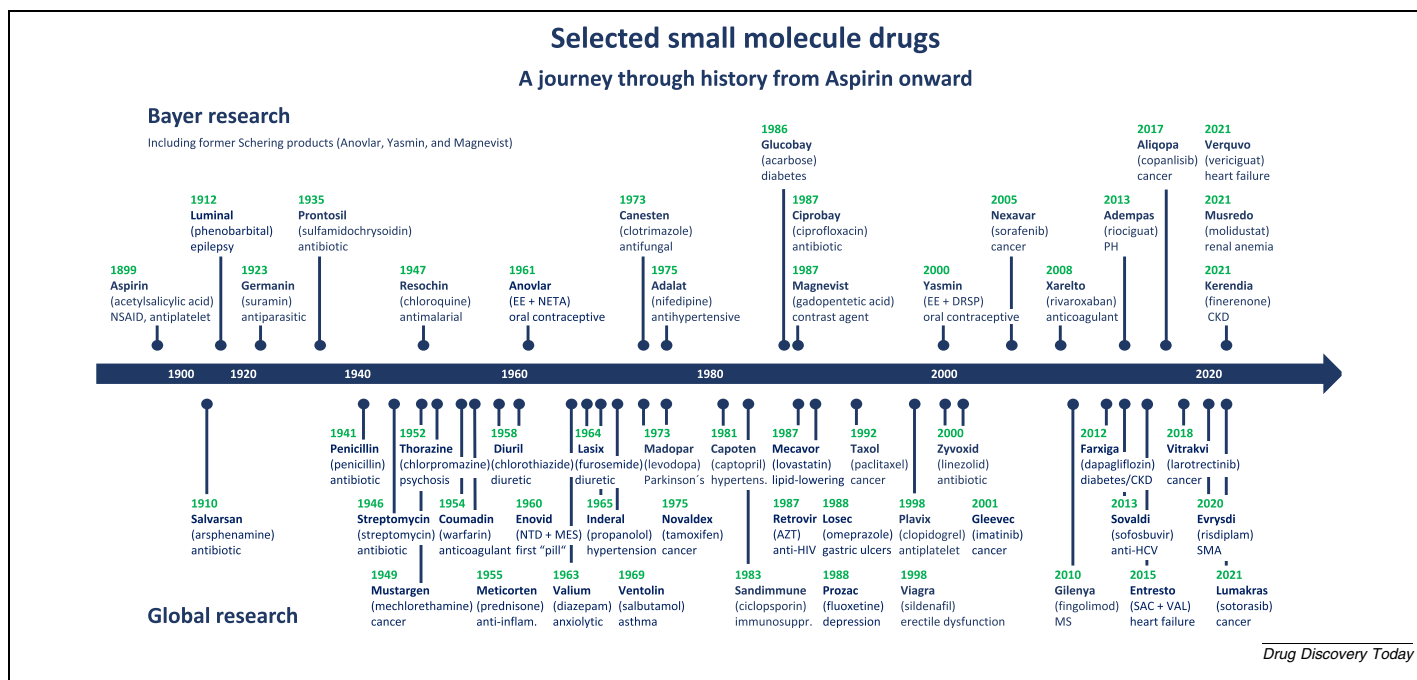 Selected small molecule drugs
A journey through history from Aspirin onward
Bayer research
Including former Schering products (Anovlar, Yasmin, and Magnevist)
1986
Glucobay
(acarbose)
diabetes
2017
Aliqopa
(copanlisib)
cancer
2021
Verquvo
(vericiguat)
heart failure
1912
Luminal
(phenobarbital)
epilepsy
1935
Prontosil
(sulfamidochrysoidin)
antibiotic
1973
Canesten
(clotrimazole)
antifungal
1987
Ciprobay
(ciprofloxacin)
antibiotic
2005
Nexavar
(sorafenib)
cancer
2013
Adempas
(riociguat)
PH
2021
Musredo
(molidustat)
renal anemia
1899
Aspirin
(acetylsalicylic acid)
NSAID, antiplatelet
1923
Germanin
(suramin)
antiparasitic
1947
Resochin
(chloroquine)
antimalarial
1961
Anovlar
(EE + NETA)
oral contraceptive
1975
Adalat
(nifedipine)
antihypertensive
1987
Magnevist
(gadopentetic acid)
contrast agent
2000
Yasmin
(EE + DRSP)
oral contraceptive
2008
Xarelto
(rivaroxaban)
anticoagulant
2021
Kerendia
(finerenone)
CKD
1900 1920 1940 1960 1980 2000 2020
1941
Penicillin
(penicillin)
antibiotic
1952
Thorazine
(chlorpromazine)
psychosis
1958
Diuril
(chlorothiazide)
diuretic
1964
Lasix
(furosemide)
diuretic
1973
Madopar
(levodopa)
Parkinson´s
1981
Capoten
(captopril)
hypertens.
1987
Mecavor
(lovastatin)
lipid-lowering
1992
Taxol
(paclitaxel)
cancer
2000
Zyvoxid
(linezolid)
antibiotic
2012
Farxiga
(dapagliflozin)
diabetes/CKD
2018
Vitrakvi
(larotrectinib)
cancer
1910
Salvarsan
(arsphenamine)
antibiotic
1946
Streptomycin
(streptomycin)
antibiotic
1954
Coumadin
(warfarin)
anticoagulant
1960
Enovid
(NTD + MES)
first "pill"
1965
Inderal
(propanolol)
hypertension
1975
Novaldex
(tamoxifen)
cancer
1987
Retrovir
(AZT)
anti-HIV
1988
Losec
(omeprazole)
gastric ulcers
1998
Plavix
(clopidogrel)
antiplatelet
2001
Gleevec
(imatinib)
cancer
2013
Sovaldi
(sofosbuvir)
anti-HCV
2020
Evrysdi
(risdiplam)
SMA
1949
Mustargen
(mechlorethamine)
cancer
1955
Meticorten
(prednisone)
anti-inflam.
1963
Valium
(diazepam)
anxiolytic
1969
Ventolin
(salbutamol)
asthma
1983
Sandimmune
(ciclopsporin)
immunosuppr.
1988
Prozac
(fluoxetine)
depression
1998
Viagra
(sildenafil)
erectile dysfunction
2010
Gilenya
(fingolimod)
MS
2015
Entresto
(SAC + VAL)
heart failure
2021
Lumakras
(sotorasib)
cancer
Global research
Drug Discovery Today